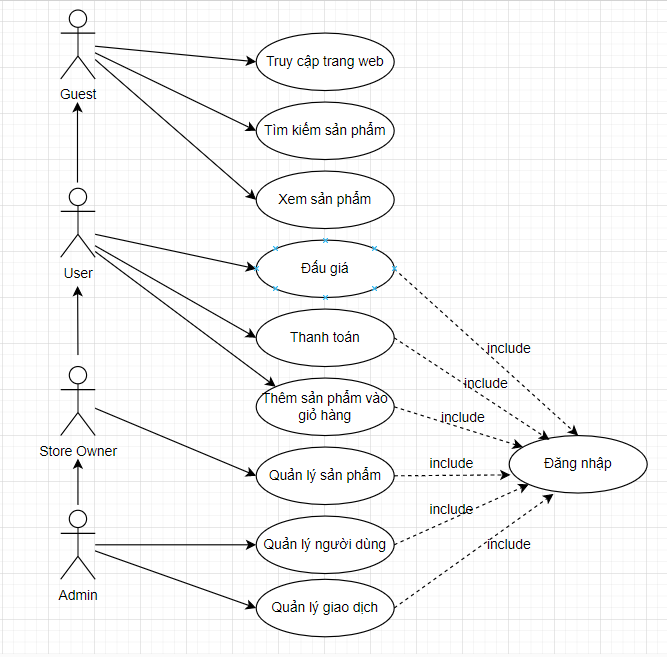 Truy cập trang web
Guest
Tìm kiếm sản phẩm
Xem sản phẩm
User
Đấu giá
Thanh toán
include
include
Thêm sản phẩm vào
giỏ hàng
include
Store Owner
Quản lý sản phẩm
include
Đăng nhập
include
Quản lý người dùng
include
Admin
Quản lý giao dịch